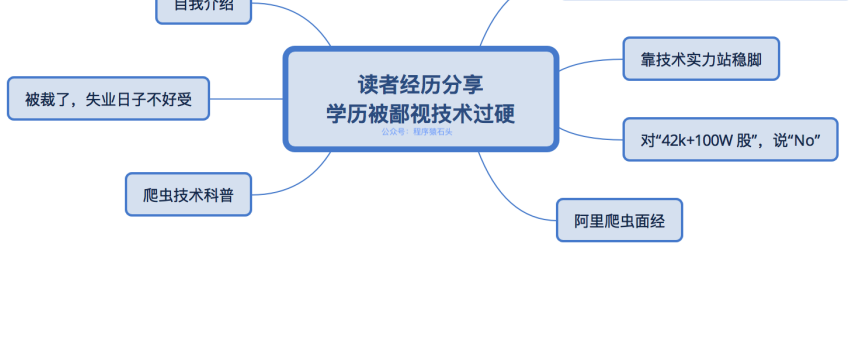 自我介绍
读者经历分享
学历被鄙视技术过硬
公众号：程序猿石头
被裁了，失业日子不好受
爬虫技术科普
靠技术实力站稳脚
对“42k+100W 股”，说“No”
阿里爬虫面经